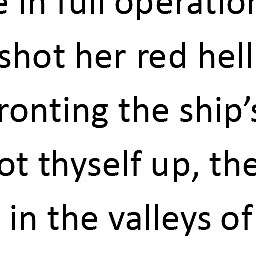 in full operation
shot her red hell
ronting the ship's
ot thyself up, the
in the valleys of